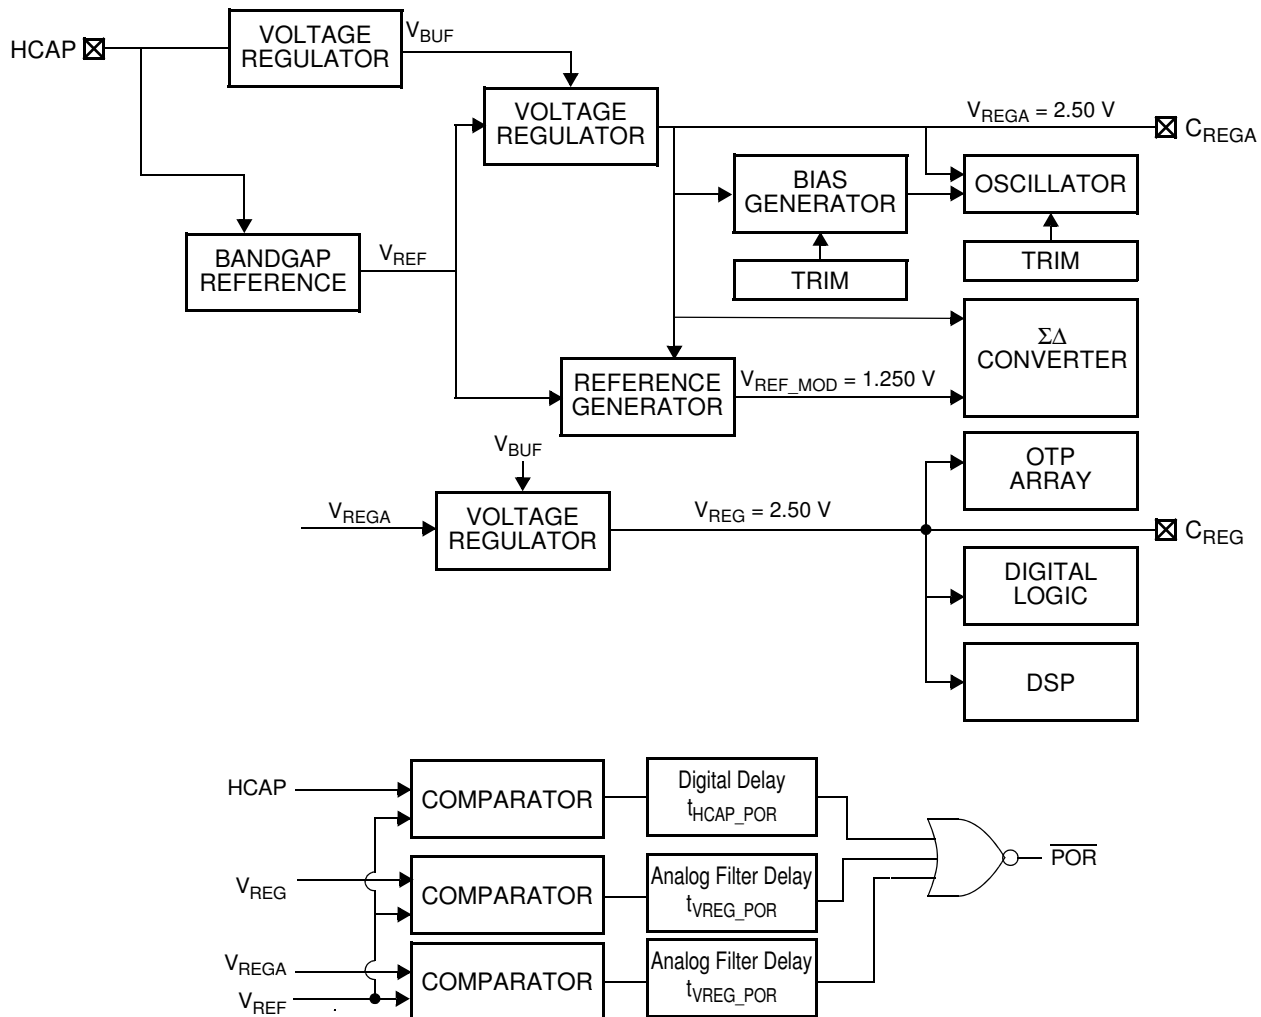 HCAP
VOLTAGE
REGULATOR
VBUF
VOLTAGE
REGULATOR
VREGA = 2.50 V
CREGA
BIAS
GENERATOR
OSCILLATOR
TRIM
TRIM
BANDGAP
REFERENCE
VREF
ΣΔ
CONVERTER
REFERENCE
GENERATOR
VREF_MOD = 1.250 V
VBUF
VREGA
VOLTAGE
REGULATOR
VREG = 2.50 V
OTP
ARRAY
CREG
DIGITAL
LOGIC
DSP
HCAP
COMPARATOR
Digital Delay
tHCAP_POR
VREG
COMPARATOR
Analog Filter Delay
tVREG_POR
POR
VREGA
VREF
COMPARATOR
Analog Filter Delay
tVREG_POR